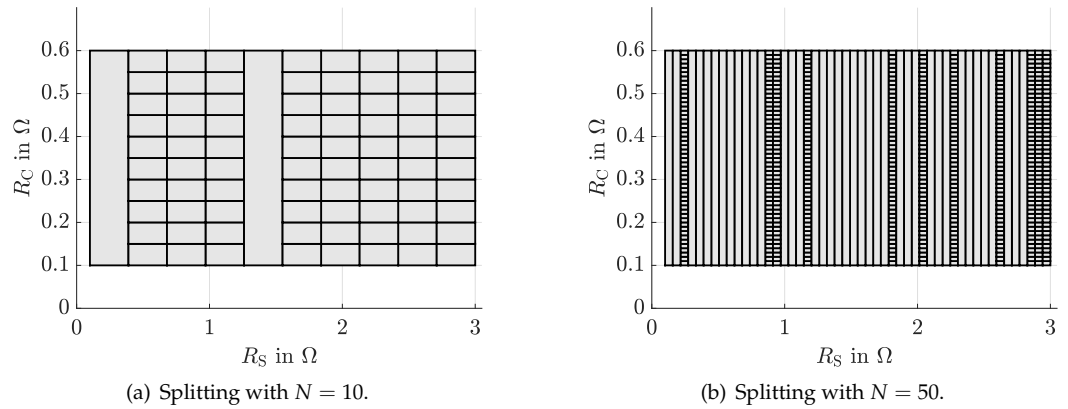 0.6
0.5
0.4
0.3
0.2
0.1
0
R_C in Ω
0 1 2 3
R_S in Ω
(a) Splitting with N = 10.
0.6
0.5
0.4
0.3
0.2
0.1
0
R_C in Ω
0 1 2 3
R_S in Ω
(b) Splitting with N = 50.